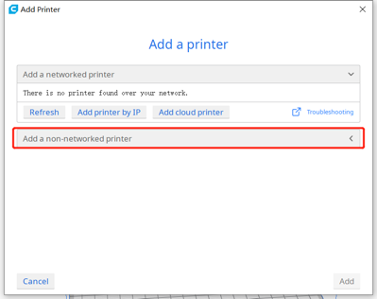 Add Printer
Add a printer
Add a networked printer
There is no printer found over your network.
Refresh Add printer by IP Add cloud printer Troubleshooting
Add a non-networked printer
Cancel Add